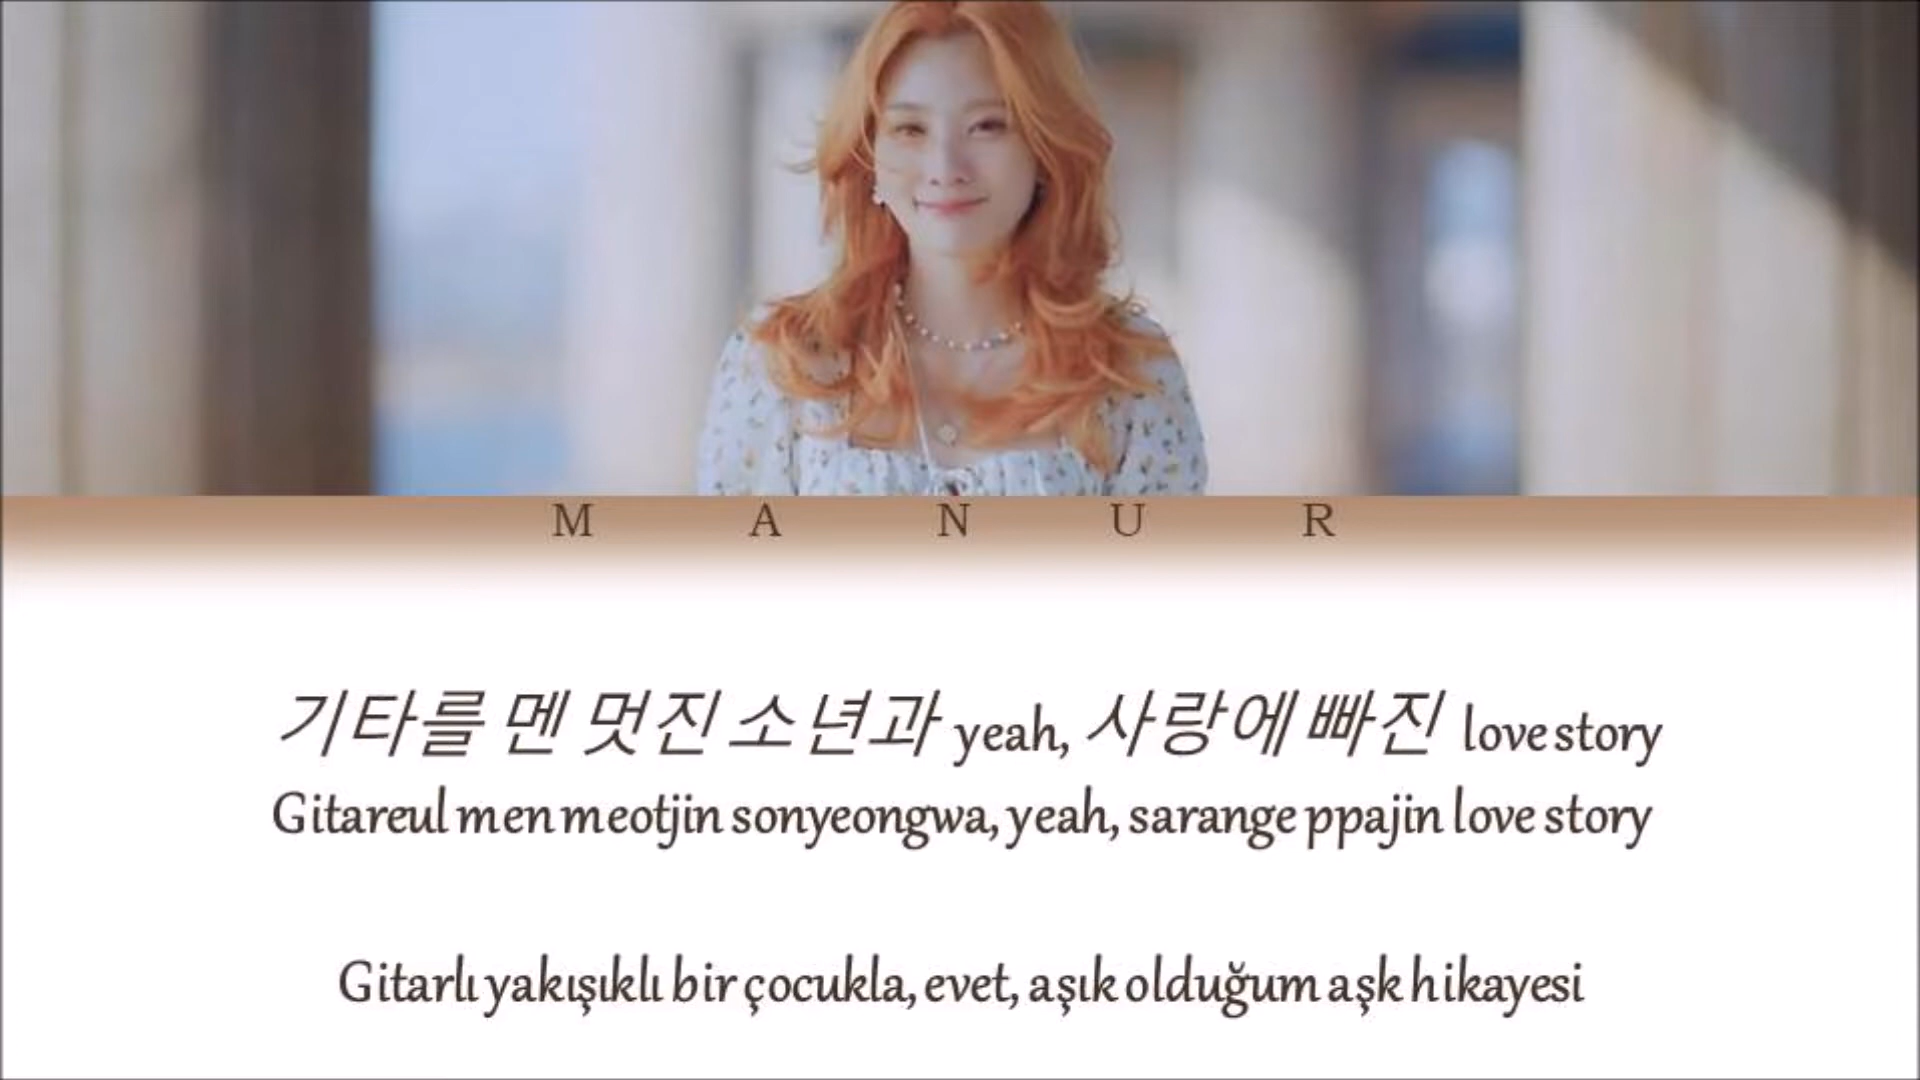 M A N U R
기타를 멘 멋진 소년과 yeah, 사랑에 빠진 love story
Gitareul men meotjin sonyeongwa, yeah, sarange ppajin love story
Gitarlı yakışıklı bir çocukla, evet, aşık olduğum aşk hikayesi